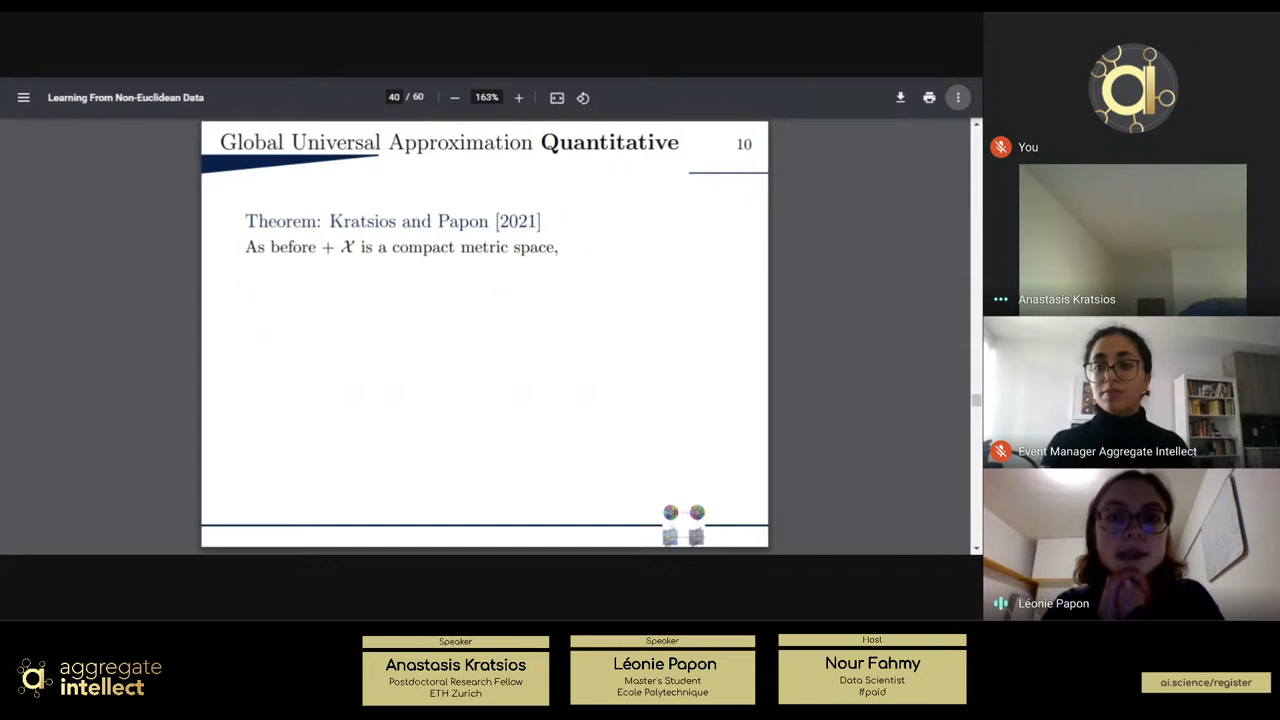 Learning From Non-Euclidean Data
40 / 60
163%
Global Universal Approximation Quantitative
10
Theorem: Kratsios and Papon [2021]
As before + 𝒳 is a compact metric space,
You
Anastasis Kratsios
Event Manager Aggregate Intellect
Léonie Papon
aggregate
intellect
Speaker
Anastasis Kratsios
Postdoctoral Research Fellow
ETH Zurich
Speaker
Léonie Papon
Master's Student
Ecole Polytechnique
Host
Nour Fahmy
Data Scientist
#paid
ai.science/register